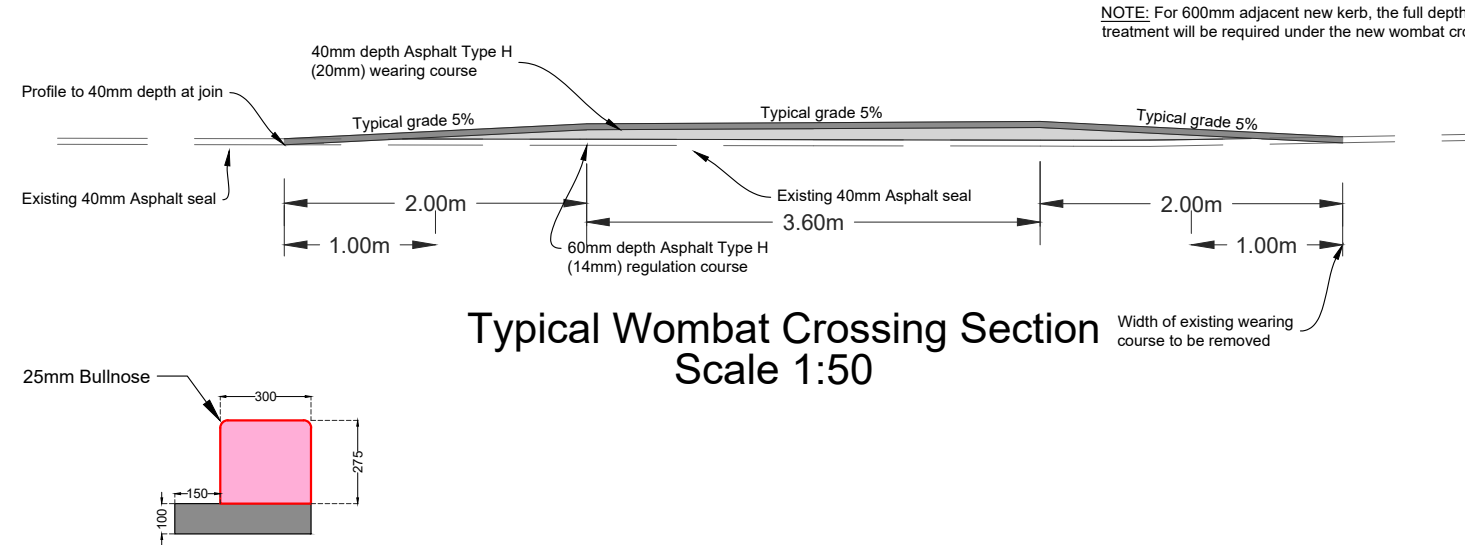 NOTE: For 600mm adjacent new kerb, the full depth
treatment will be required under the new wombat cro
40mm depth Asphalt Type H
(20mm) wearing course
Profile to 40mm depth at join
Typical grade 5%
Typical grade 5%
Typical grade 5%
Existing 40mm Asphalt seal
Existing 40mm Asphalt seal
2.00m
3.60m
2.00m
1.00m
1.00m
60mm depth Asphalt Type H
(14mm) regulation course
Typical Wombat Crossing Section
Scale 1:50
Width of existing wearing
course to be removed
25mm Bullnose
300
275
150
100